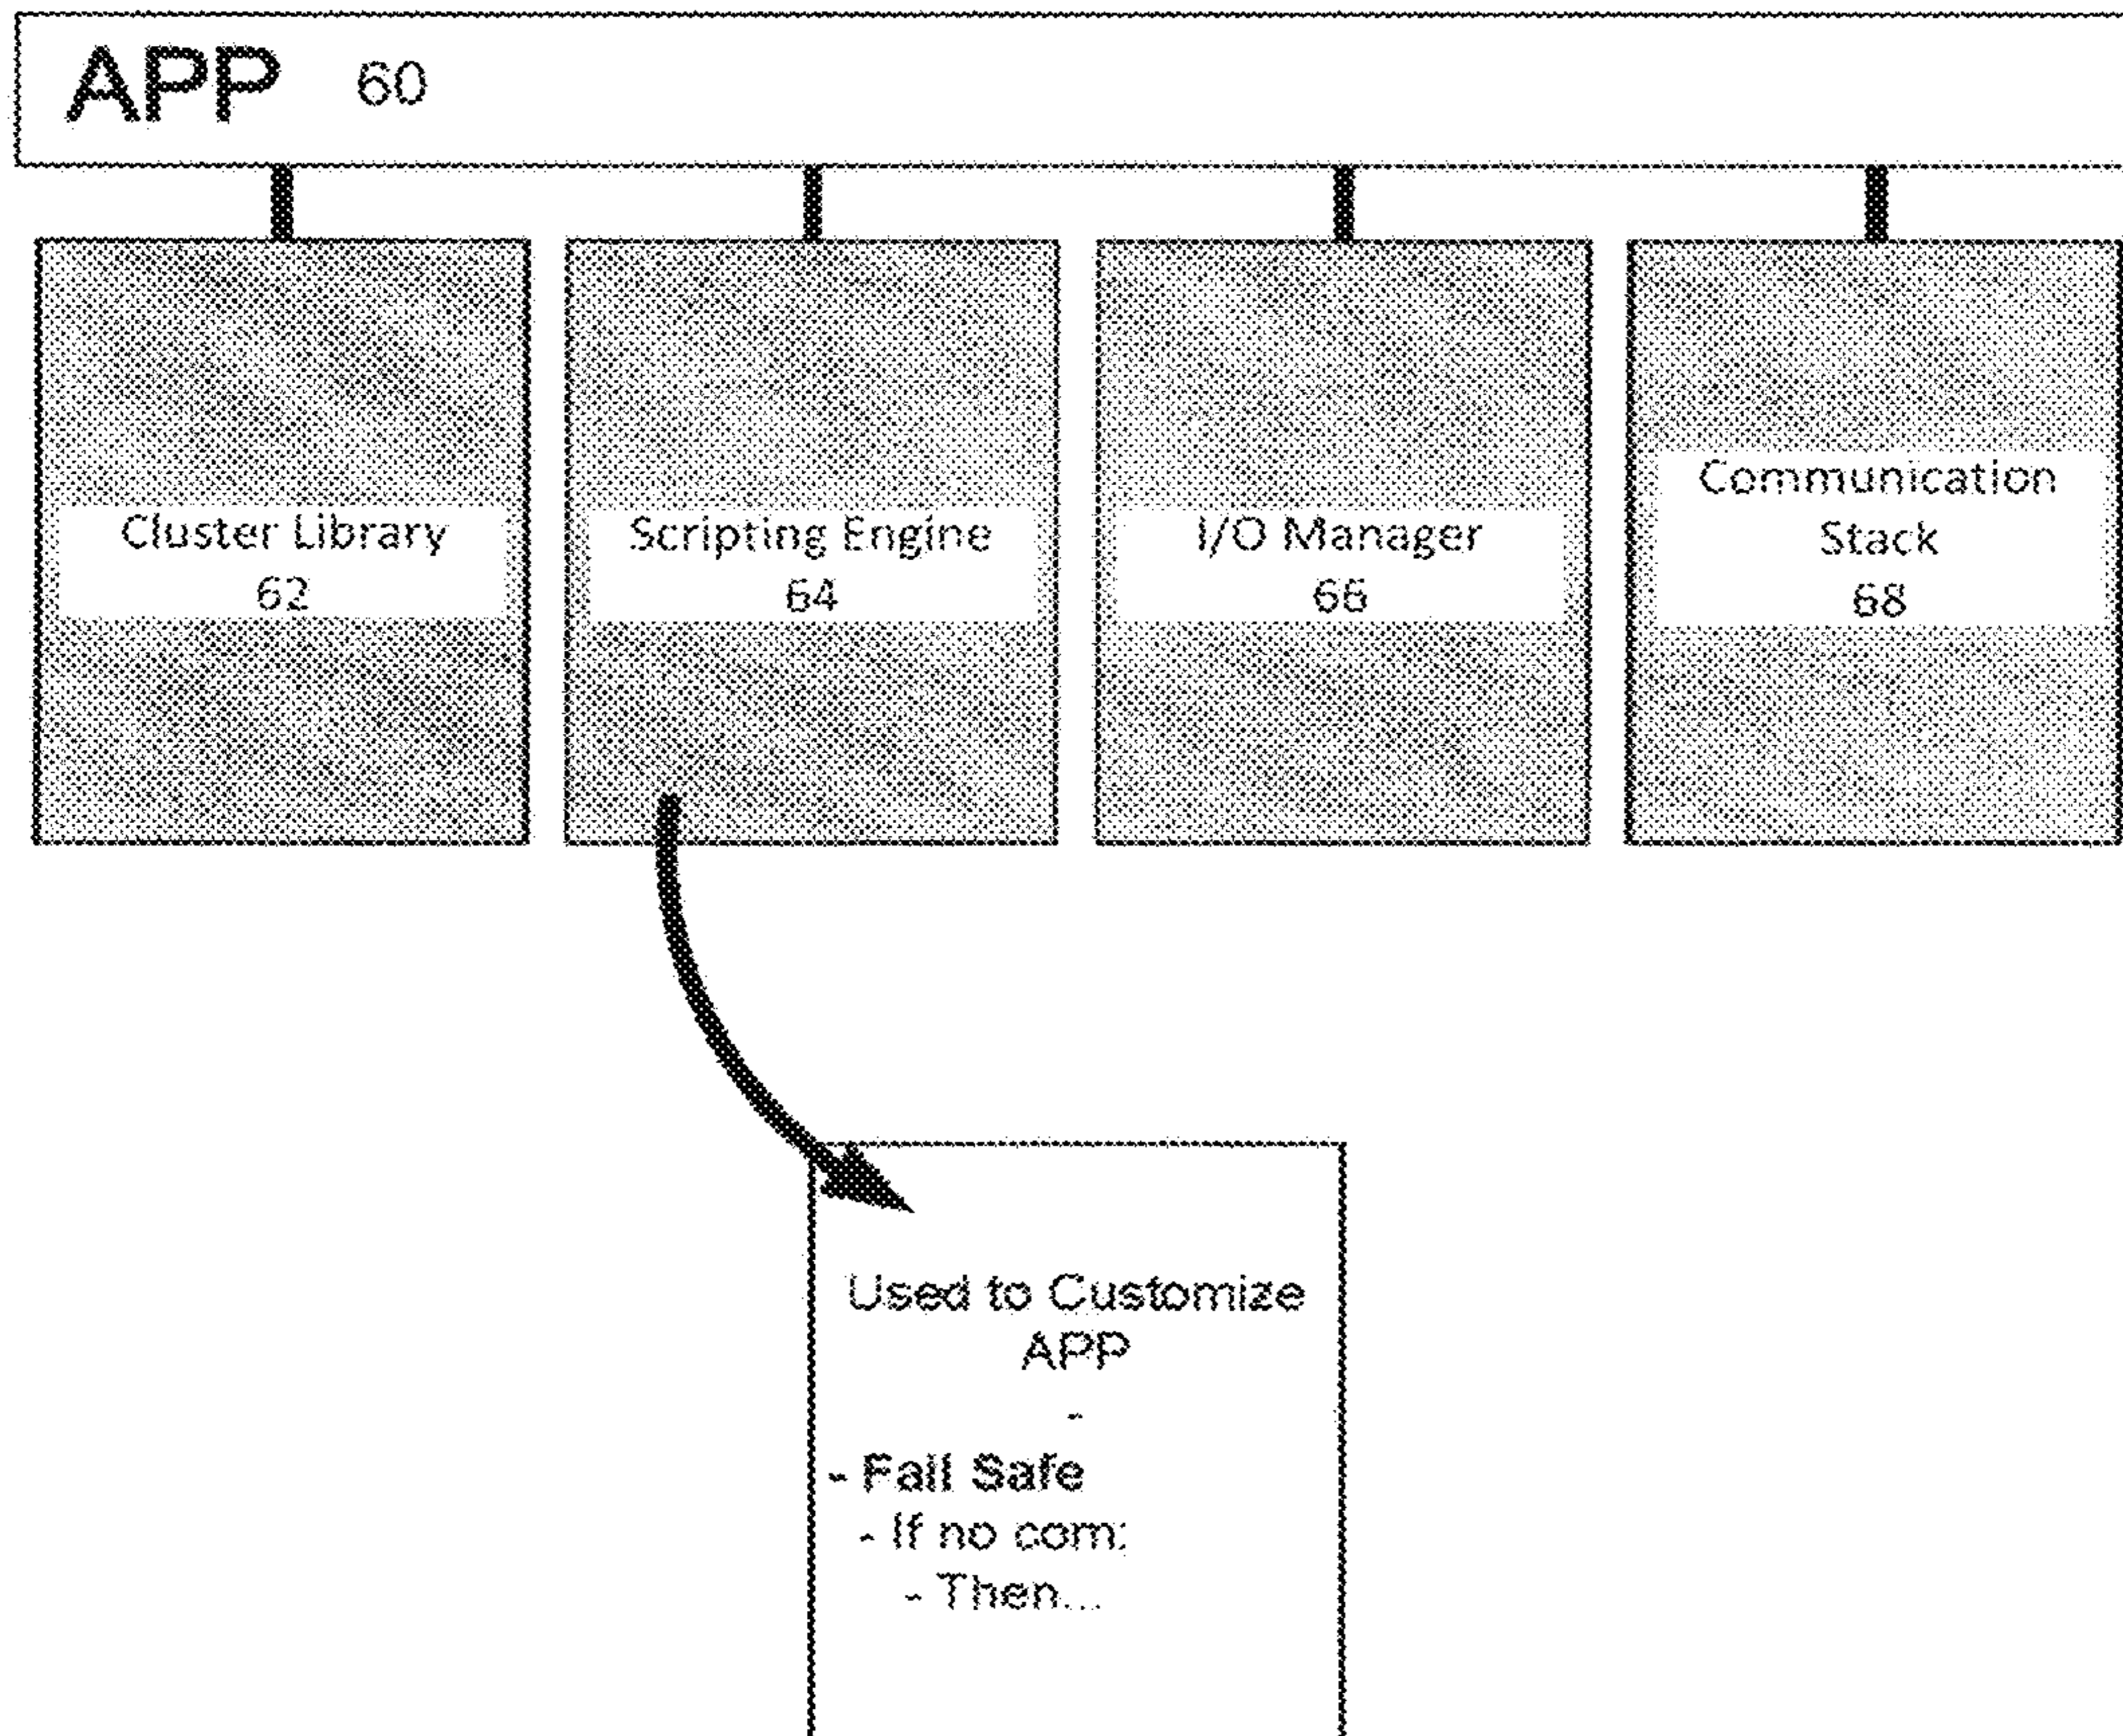 APP 60
Cluster Library
62
Scripting Engine
64
I/O Manager
66
Communication
Stack
68
Used to Customize
APP
-
- Fail Safe
- If no com:
- Then...